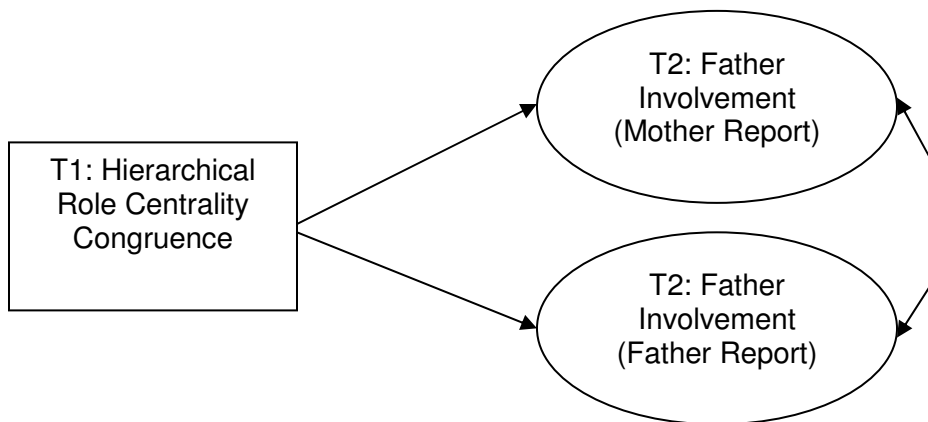 T2: Father
Involvement
(Mother Report)
T1: Hierarchical
Role Centrality
Congruence
T2: Father
Involvement
(Father Report)